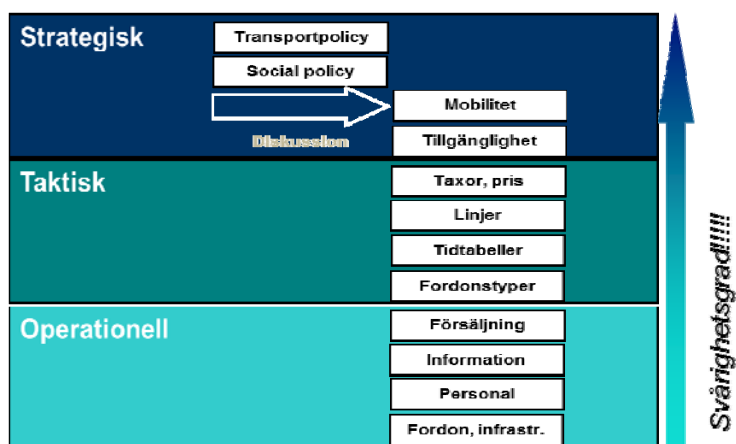 Strategisk
Transportpolicy
Social policy
Mobilitet
Diskussion
Tillgänglighet
Taktisk
Taxor, pris
Linjer
Tidtabeller
Fordonstyper
Operationell
Försäljning
Information
Personal
Fordon, infrastr.
Svårighetsgrad!!!!!